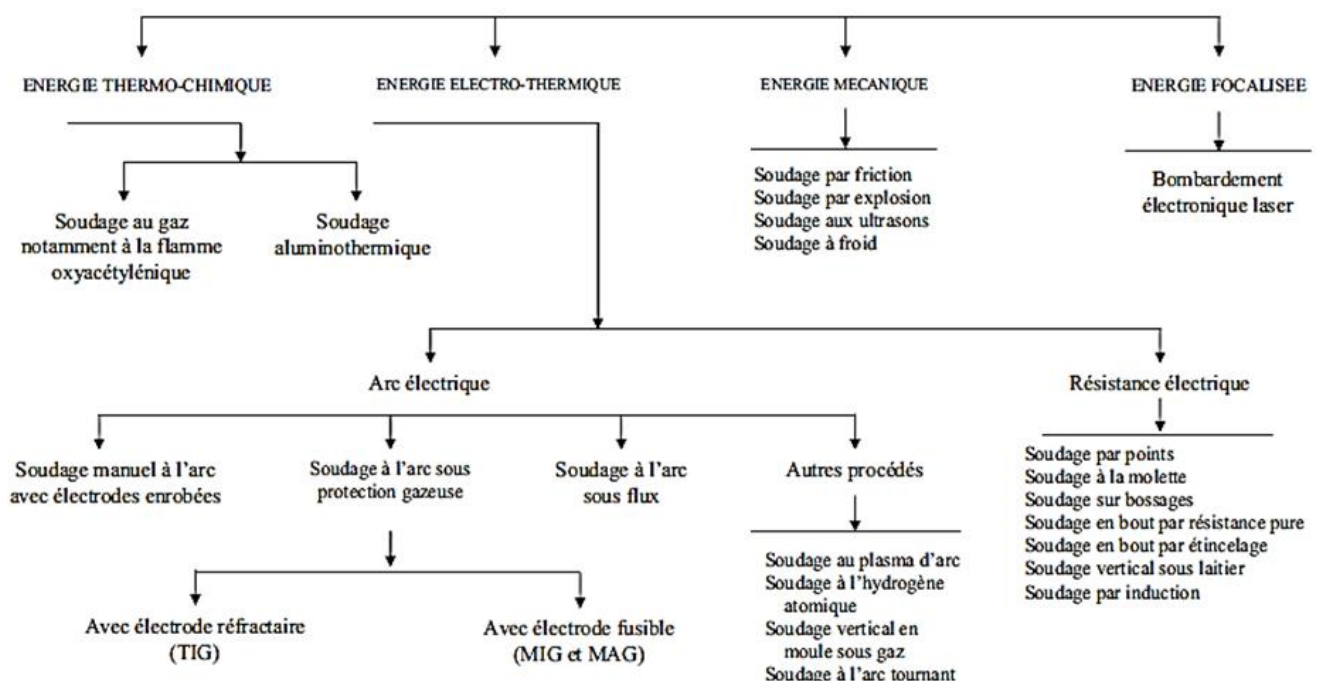 ENERGIE THERMO-CHIMIQUE
ENERGIE ELECTRO-THERMIQUE
ENERGIE MECANIQUE
ENERGIE FOCALISEE
Soudage au gaz
notamment à la flamme
oxyacétylénique
Soudage
aluminothermique
Soudage par friction
Soudage par explosion
Soudage aux ultrasons
Soudage à froid
Bombardement
électronique laser
Arc électrique
Résistance électrique
Soudage manuel à l'arc
avec électrodes enrobées
Soudage à l'arc sous
protection gazeuse
Soudage à l'arc
sous flux
Autres procédés
Soudage par points
Soudage à la molette
Soudage sur bossages
Soudage en bout par résistance pure
Soudage en bout par étincelage
Soudage vertical sous laitier
Soudage par induction
Avec électrode réfractaire
(TIG)
Avec électrode fusible
(MIG et MAG)
Soudage au plasma d'arc
Soudage à l'hydrogène
atomique
Soudage vertical en
moule sous gaz
Soudage à l'arc tournant